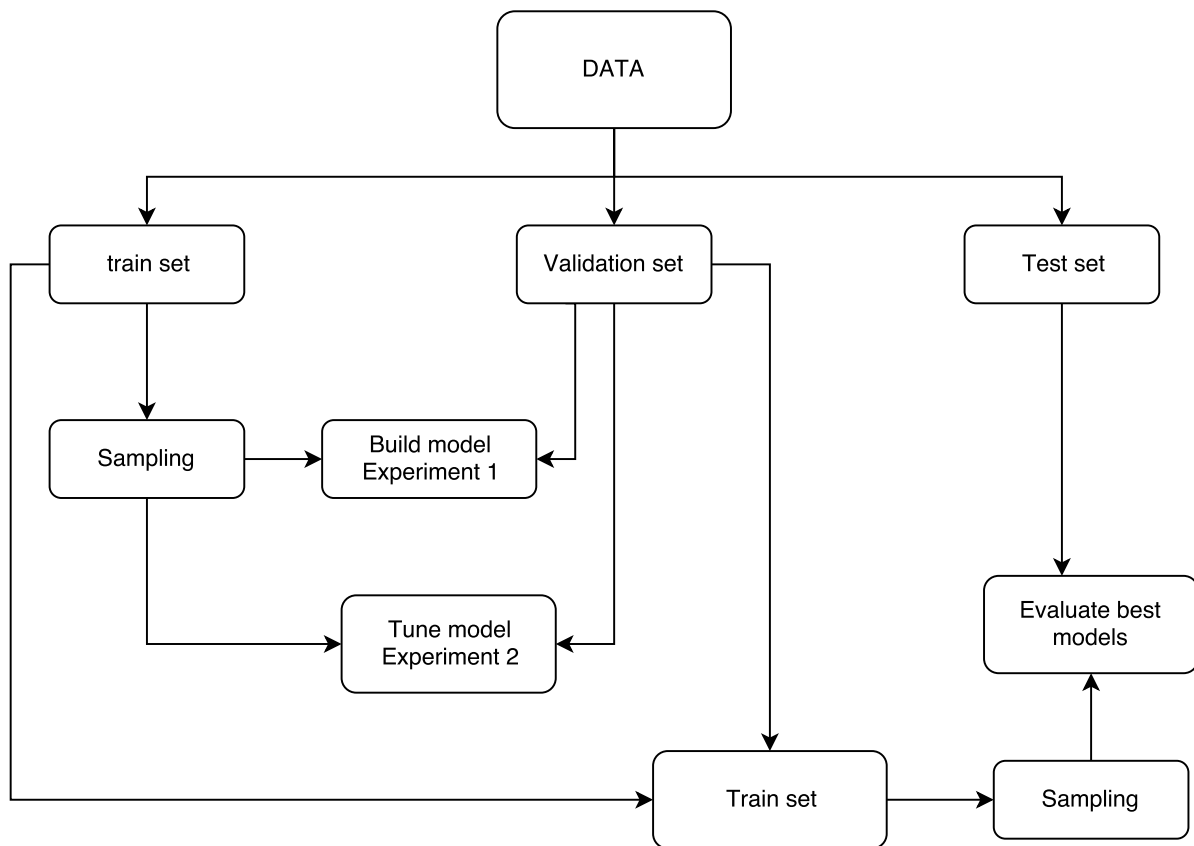 DATA
train set
Validation set
Test set
Sampling
Build model
Experiment 1
Tune model
Experiment 2
Evaluate best
models
Train set
Sampling